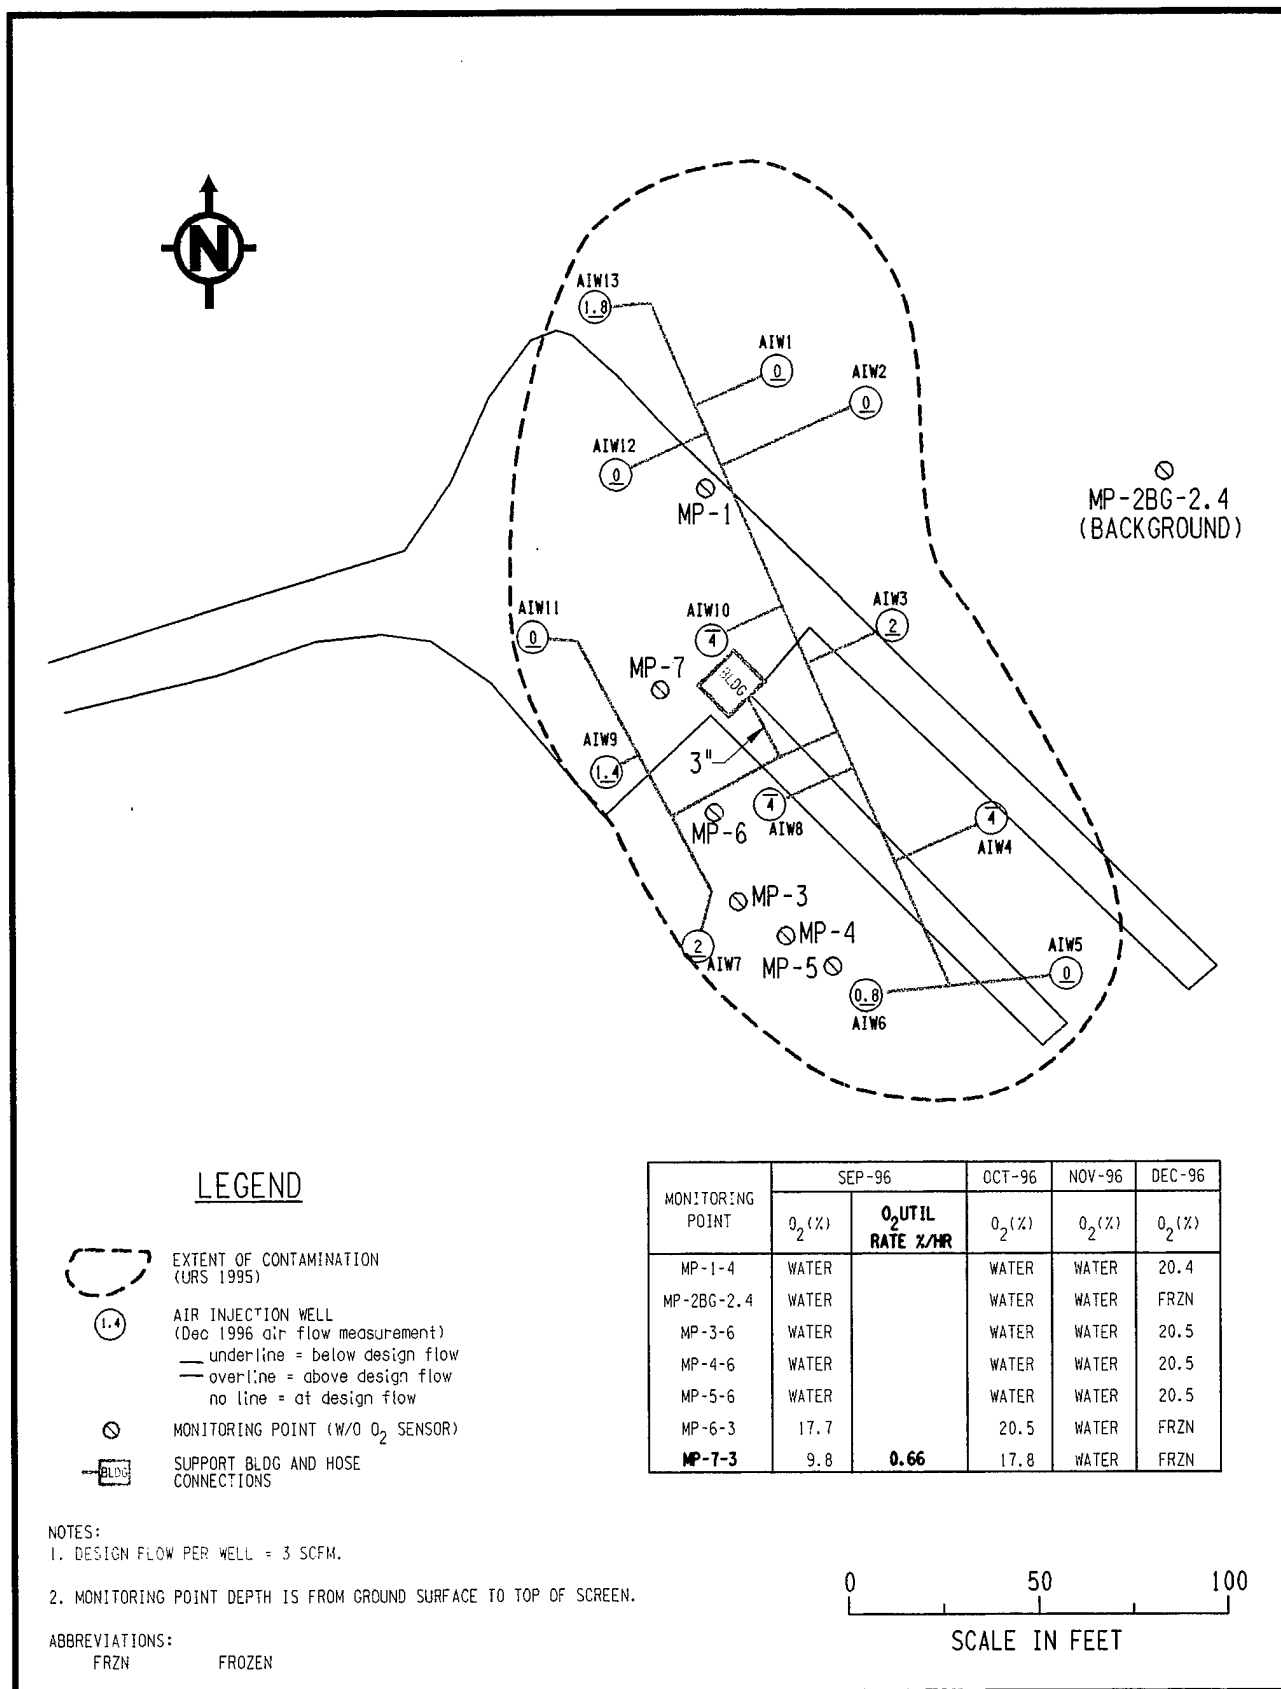 N
AIW13
1.8
AIW1
0
AIW2
0
AIW12
0
MP-1
MP-2BG-2.4
(BACKGROUND)
AIW11
0
AIW10
4
AIW3
2
MP-7
BLDG
AIW9
1.4
3"
MP-6
4
AIW8
4
AIW4
MP-3
MP-4
2
AIW7
MP-5
0.8
AIW6
AIW5
0
LEGEND
EXTENT OF CONTAMINATION
(URS 1995)
1.4
AIR INJECTION WELL
(Dec 1996 air flow measurement)
underline = below design flow
overline = above design flow
no line = at design flow
MONITORING POINT (W/O O2 SENSOR)
BLDG
SUPPORT BLDG AND HOSE
CONNECTIONS
MONITORING POINT SEP-96 OCT-96 NOV-96 DEC-96
O2(%) O2UTIL RATE %/HR O2(%) O2(%) O2(%)
MP-1-4 WATER WATER WATER 20.4
MP-2BG-2.4 WATER WATER WATER FRZN
MP-3-6 WATER WATER WATER 20.5
MP-4-6 WATER WATER WATER 20.5
MP-5-6 WATER WATER WATER 20.5
MP-6-3 17.7 20.5 WATER FRZN
MP-7-3 9.8 0.66 17.8 WATER FRZN
NOTES:
1. DESIGN FLOW PER WELL = 3 SCFM.
2. MONITORING POINT DEPTH IS FROM GROUND SURFACE TO TOP OF SCREEN.
ABBREVIATIONS:
FRZN FROZEN
0 50 100
SCALE IN FEET